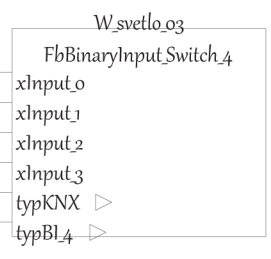 W_svetlo_03
FbBinaryInput_Switch_4
xInput_0
xInput_1
xInput_2
xInput_3
typKNX
typBI_4